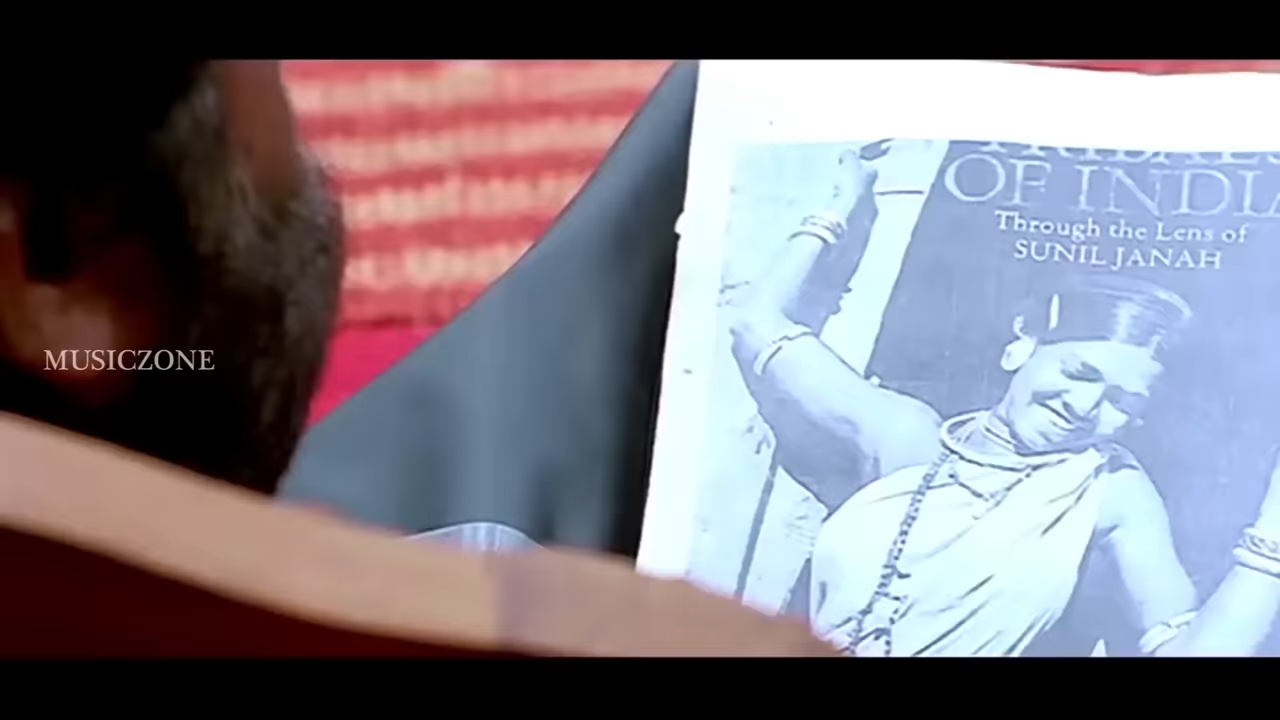 OF INDIA
Through the Lens of
SUNIL JANAH
MUSICZONE